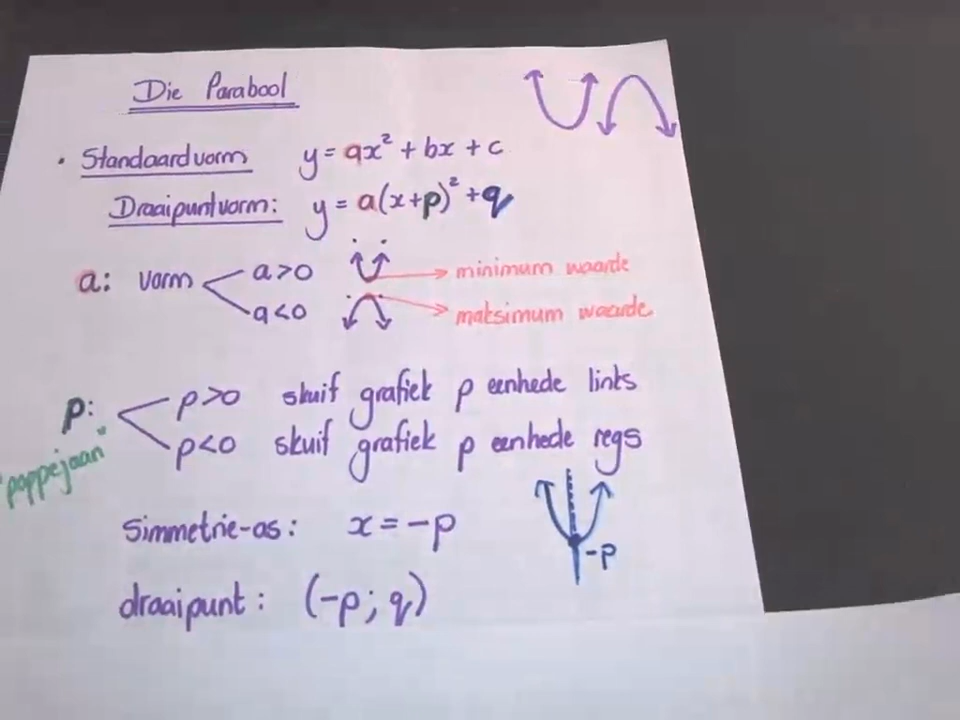 Die Parabool
• Standaardvorm y = ax² + bx + c
Draaipuntvorm: y = a(x+p)² + q
a: vorm a>0 minimum waarde
a<0 maksimum waarde
p: p>0 skuif grafiek p eenhede links
p<0 skuif grafiek p eenhede regs
"poppejaan"
Simmetrie-as: x = -p
-p
draaipunt: (-p; q)